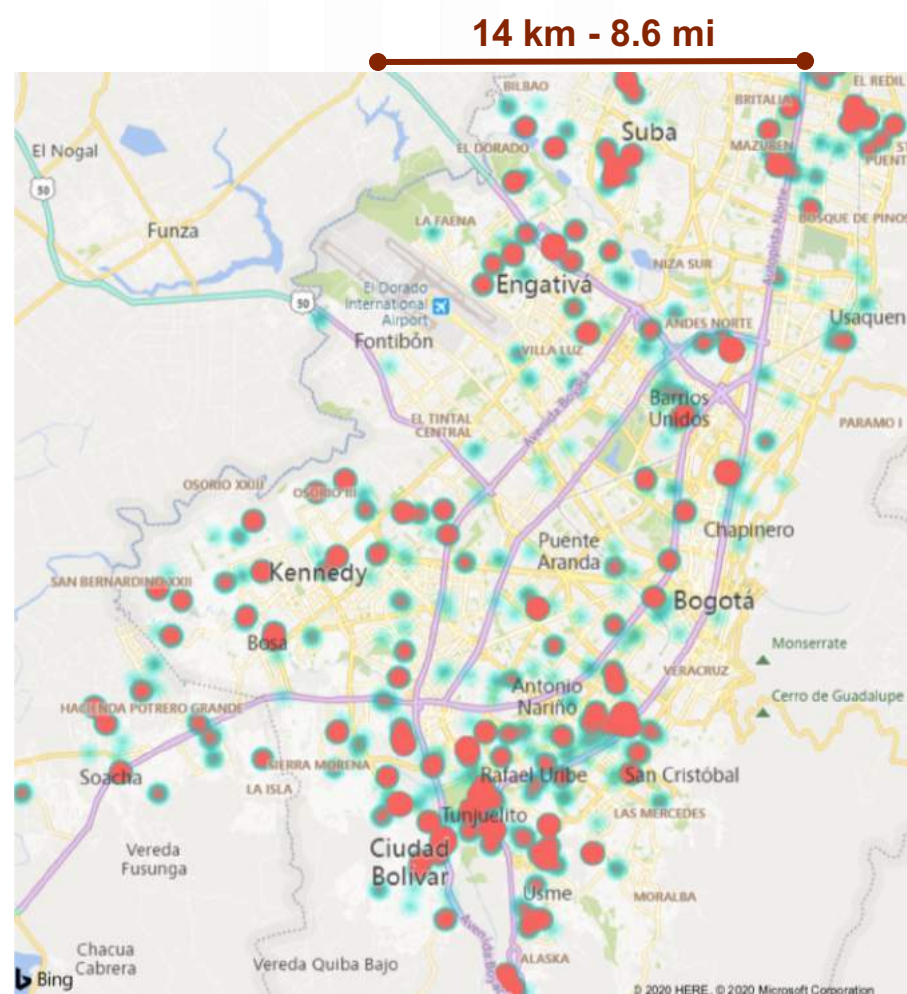 14 km - 8.6 mi
BILBAO
EL REDIL
BRITALIA
Suba
El Nogal
EL DORADO
MAZUREN
PUENT
50
LA FAENA
BOSQUE DE PINOS
Funza
Autopista Norte
NIZA SUR
Engativá
El Dorado
International
Airport
50
Usaquen
Fontibón
ANDES NORTE
VILLA LUZ
Barrios
Unidos
Avenida Boyacá
EL TINTAL
CENTRAL
PARAMO I
OSORIO XXIII
OSORIO III
Chapinero
Puente
Aranda
Kennedy
SAN BERNARDINO XXII
Bogotá
Bosa
Monserrate
VERACRUZ
Antonio
Nariño
Cerro de Guadalupe
HACIENDA POTRERO GRANDE
SIERRA MORENA
Soacha
Rafael Uribe
San Cristóbal
LA ISLA
Tunjuelito
LAS MERCEDES
Ciudad
Bolívar
Vereda
Fusunga
Usme
MORALBA
Chacua
Cabrera
Vereda Quiba Bajo
ALASKA
Bing
© 2020 HERE, © 2020 Microsoft Corporation